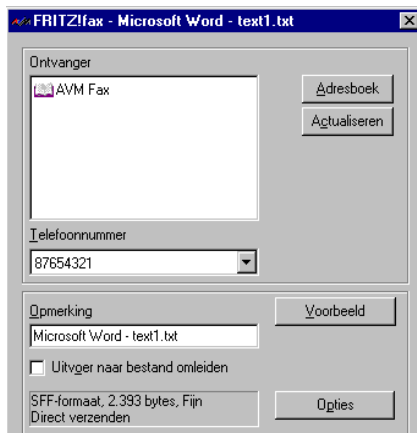 FRITZ!fax - Microsoft Word - text1.txt
Ontvanger
AVM Fax
Adresboek
Actualiseren
Telefoonnummer
87654321
Opmerking
Voorbeeld
Microsoft Word - text1.txt
Uitvoer naar bestand omleiden
SFF-formaat, 2.393 bytes, Fijn
Direct verzenden
Opties